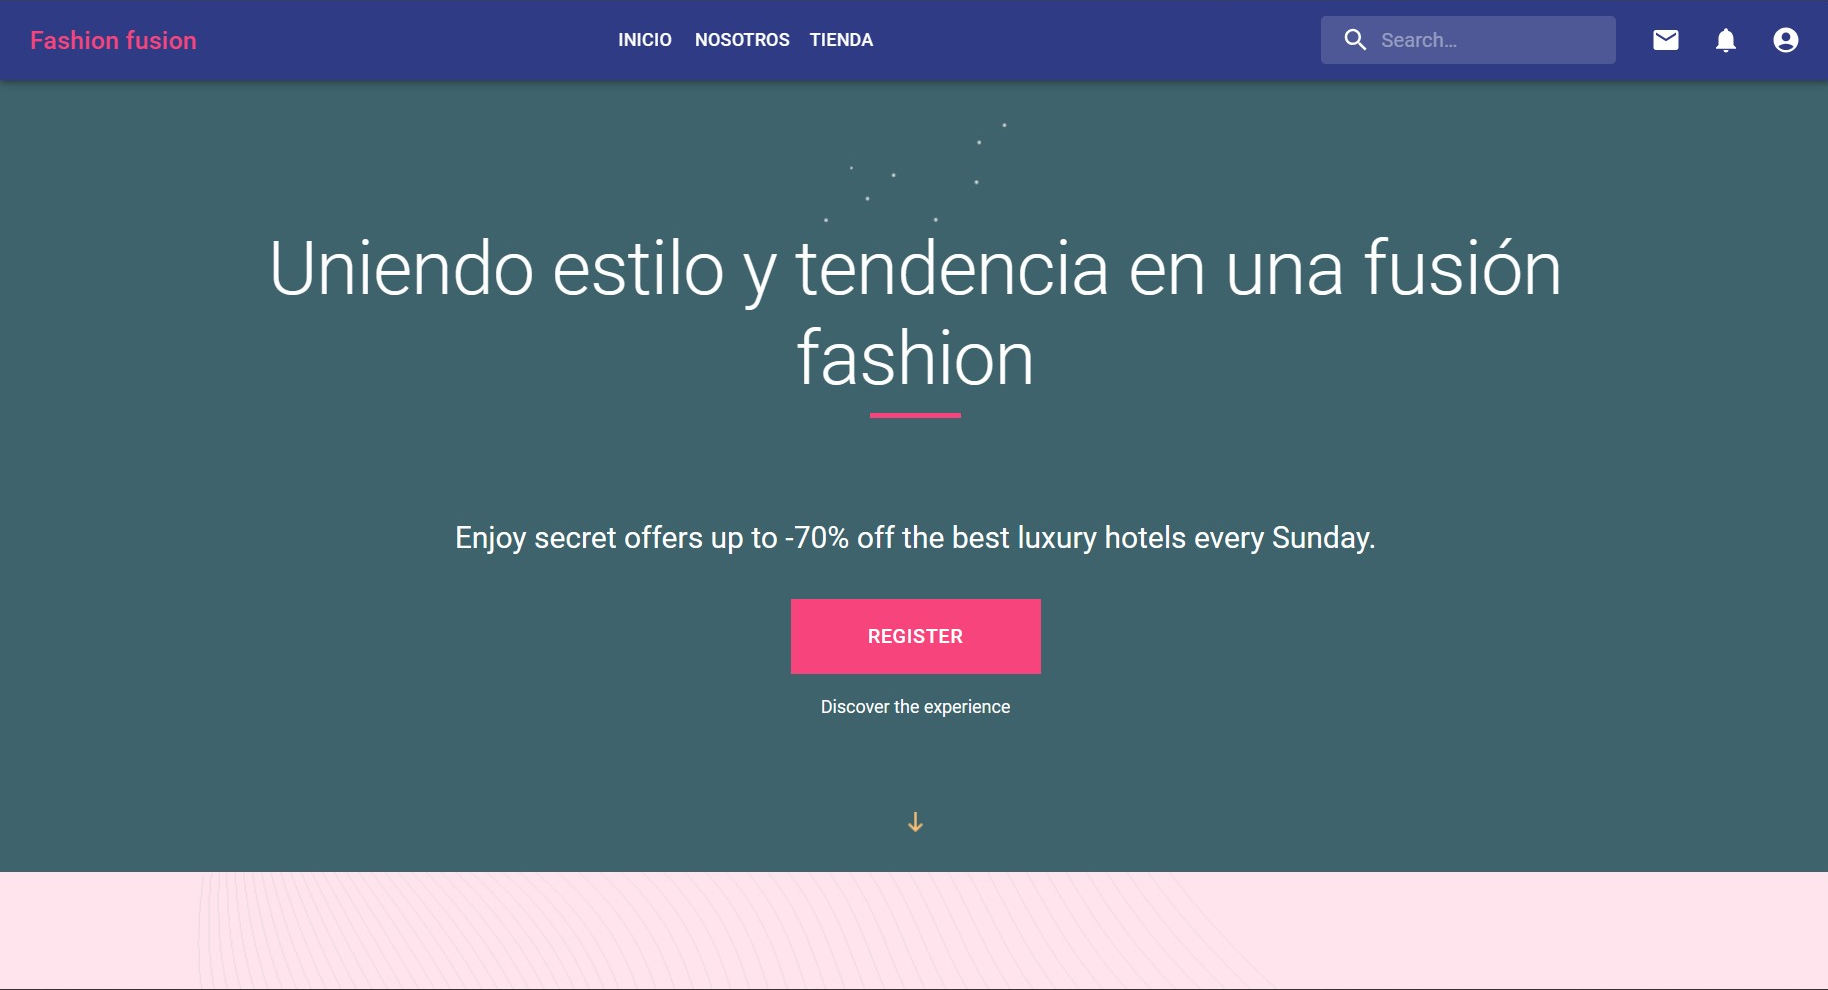 Fashion fusion
INICIO NOSOTROS TIENDA
Search…
Uniendo estilo y tendencia en una fusión
fashion
Enjoy secret offers up to -70% off the best luxury hotels every Sunday.
REGISTER
Discover the experience